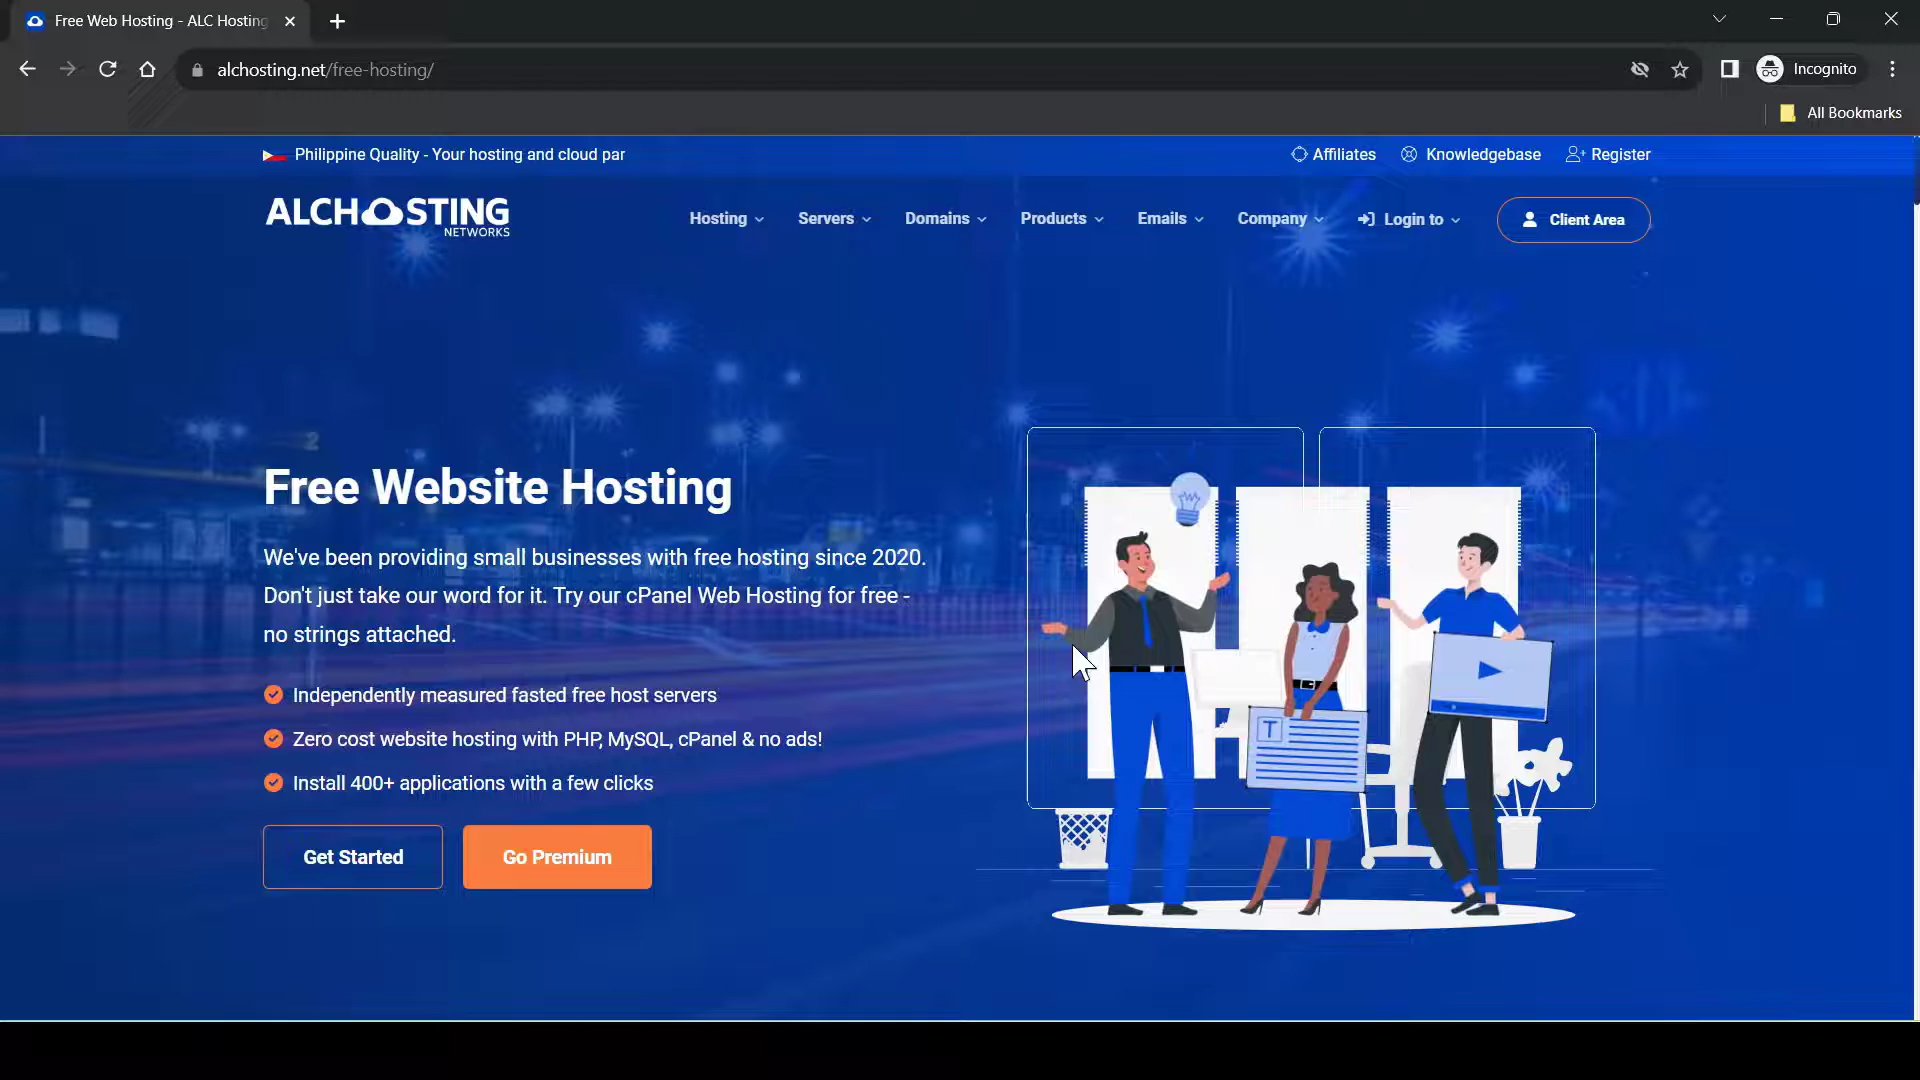 Free Web Hosting - ALC Hosting
alchosting.net/free-hosting/
Incognito
All Bookmarks
Philippine Quality - Your hosting and cloud par
Affiliates
Knowledgebase
Register
ALCHOSTING
NETWORKS
Hosting
Servers
Domains
Products
Emails
Company
Login to
Client Area
Free Website Hosting
We've been providing small businesses with free hosting since 2020.
Don't just take our word for it. Try our cPanel Web Hosting for free -
no strings attached.
Independently measured fasted free host servers
Zero cost website hosting with PHP, MySQL, cPanel & no ads!
Install 400+ applications with a few clicks
Get Started
Go Premium
T